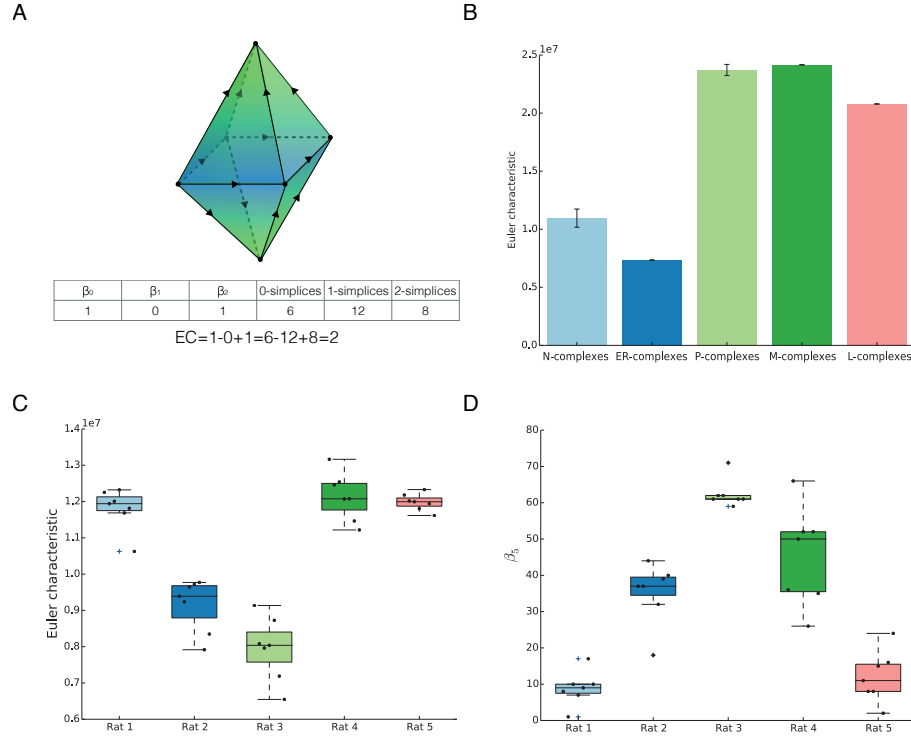 A
β₀ β₁ β₂ 0-simplices 1-simplices 2-simplices
1 0 1 6 12 8
EC=1-0+1=6-12+8=2
B
1e7
2.5
2.0
1.5
1.0
0.5
0.0
Euler characteristic
N-complexes ER-complexes P-complexes M-complexes L-complexes
C
1e7
1.4
1.3
1.2
1.1
1.0
0.9
0.8
0.7
0.6
Euler characteristic
Rat 1 Rat 2 Rat 3 Rat 4 Rat 5
D
80
70
60
50
40
30
20
10
0
β₅
Rat 1 Rat 2 Rat 3 Rat 4 Rat 5